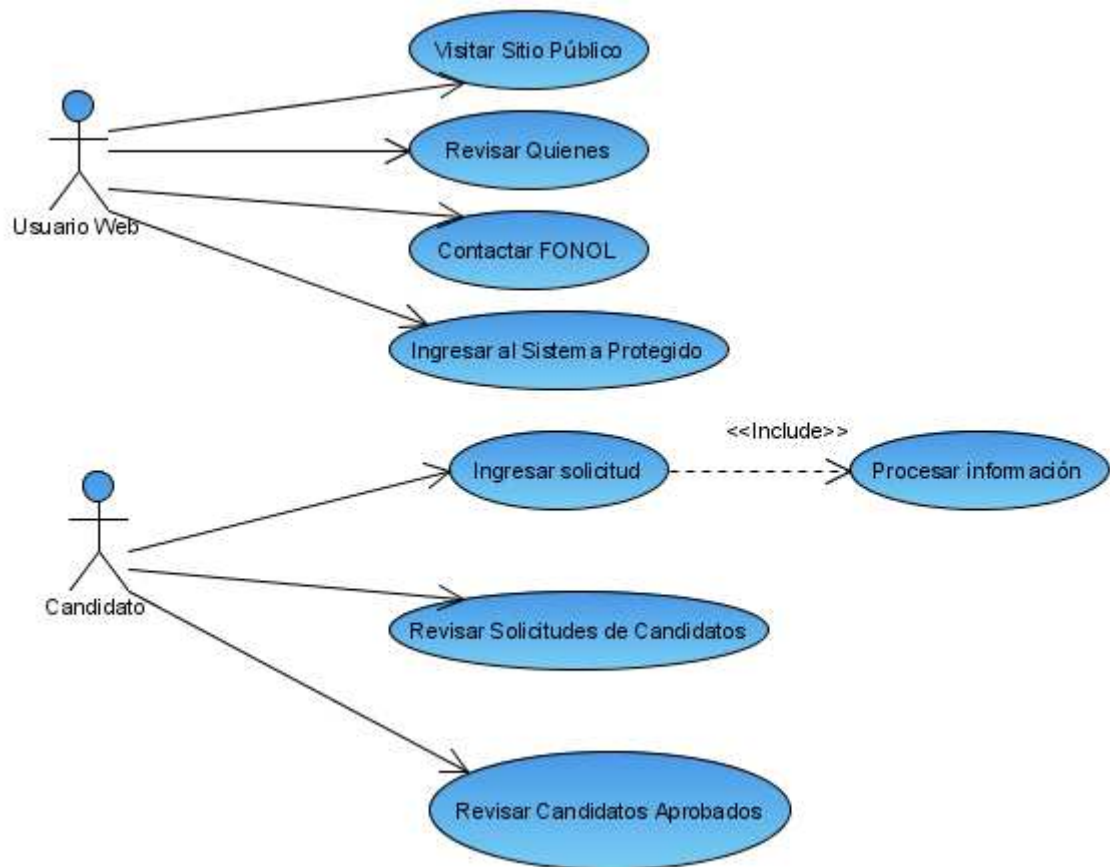 Visitar Sitio Público
Revisar Quienes
Usuario Web
Contactar FONOL
Ingresar al Sistema Protegido
<<Include>>
Ingresar solicitud
Procesar información
Candidato
Revisar Solicitudes de Candidatos
Revisar Candidatos Aprobados